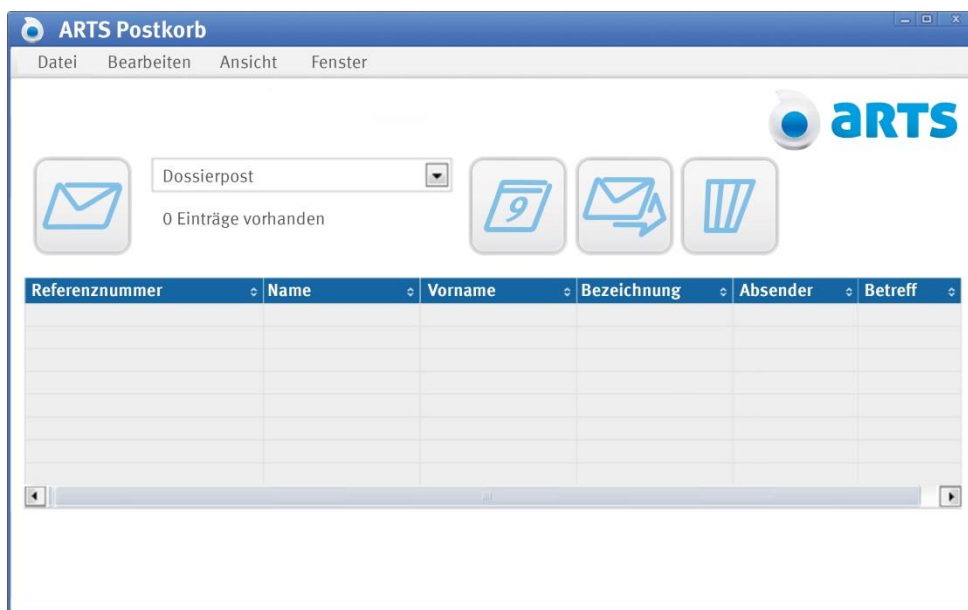 ARTS Postkorb
Datei Bearbeiten Ansicht Fenster
aRTS
Dossierpost
0 Einträge vorhanden
9
Referenznummer Name Vorname Bezeichnung Absender Betreff